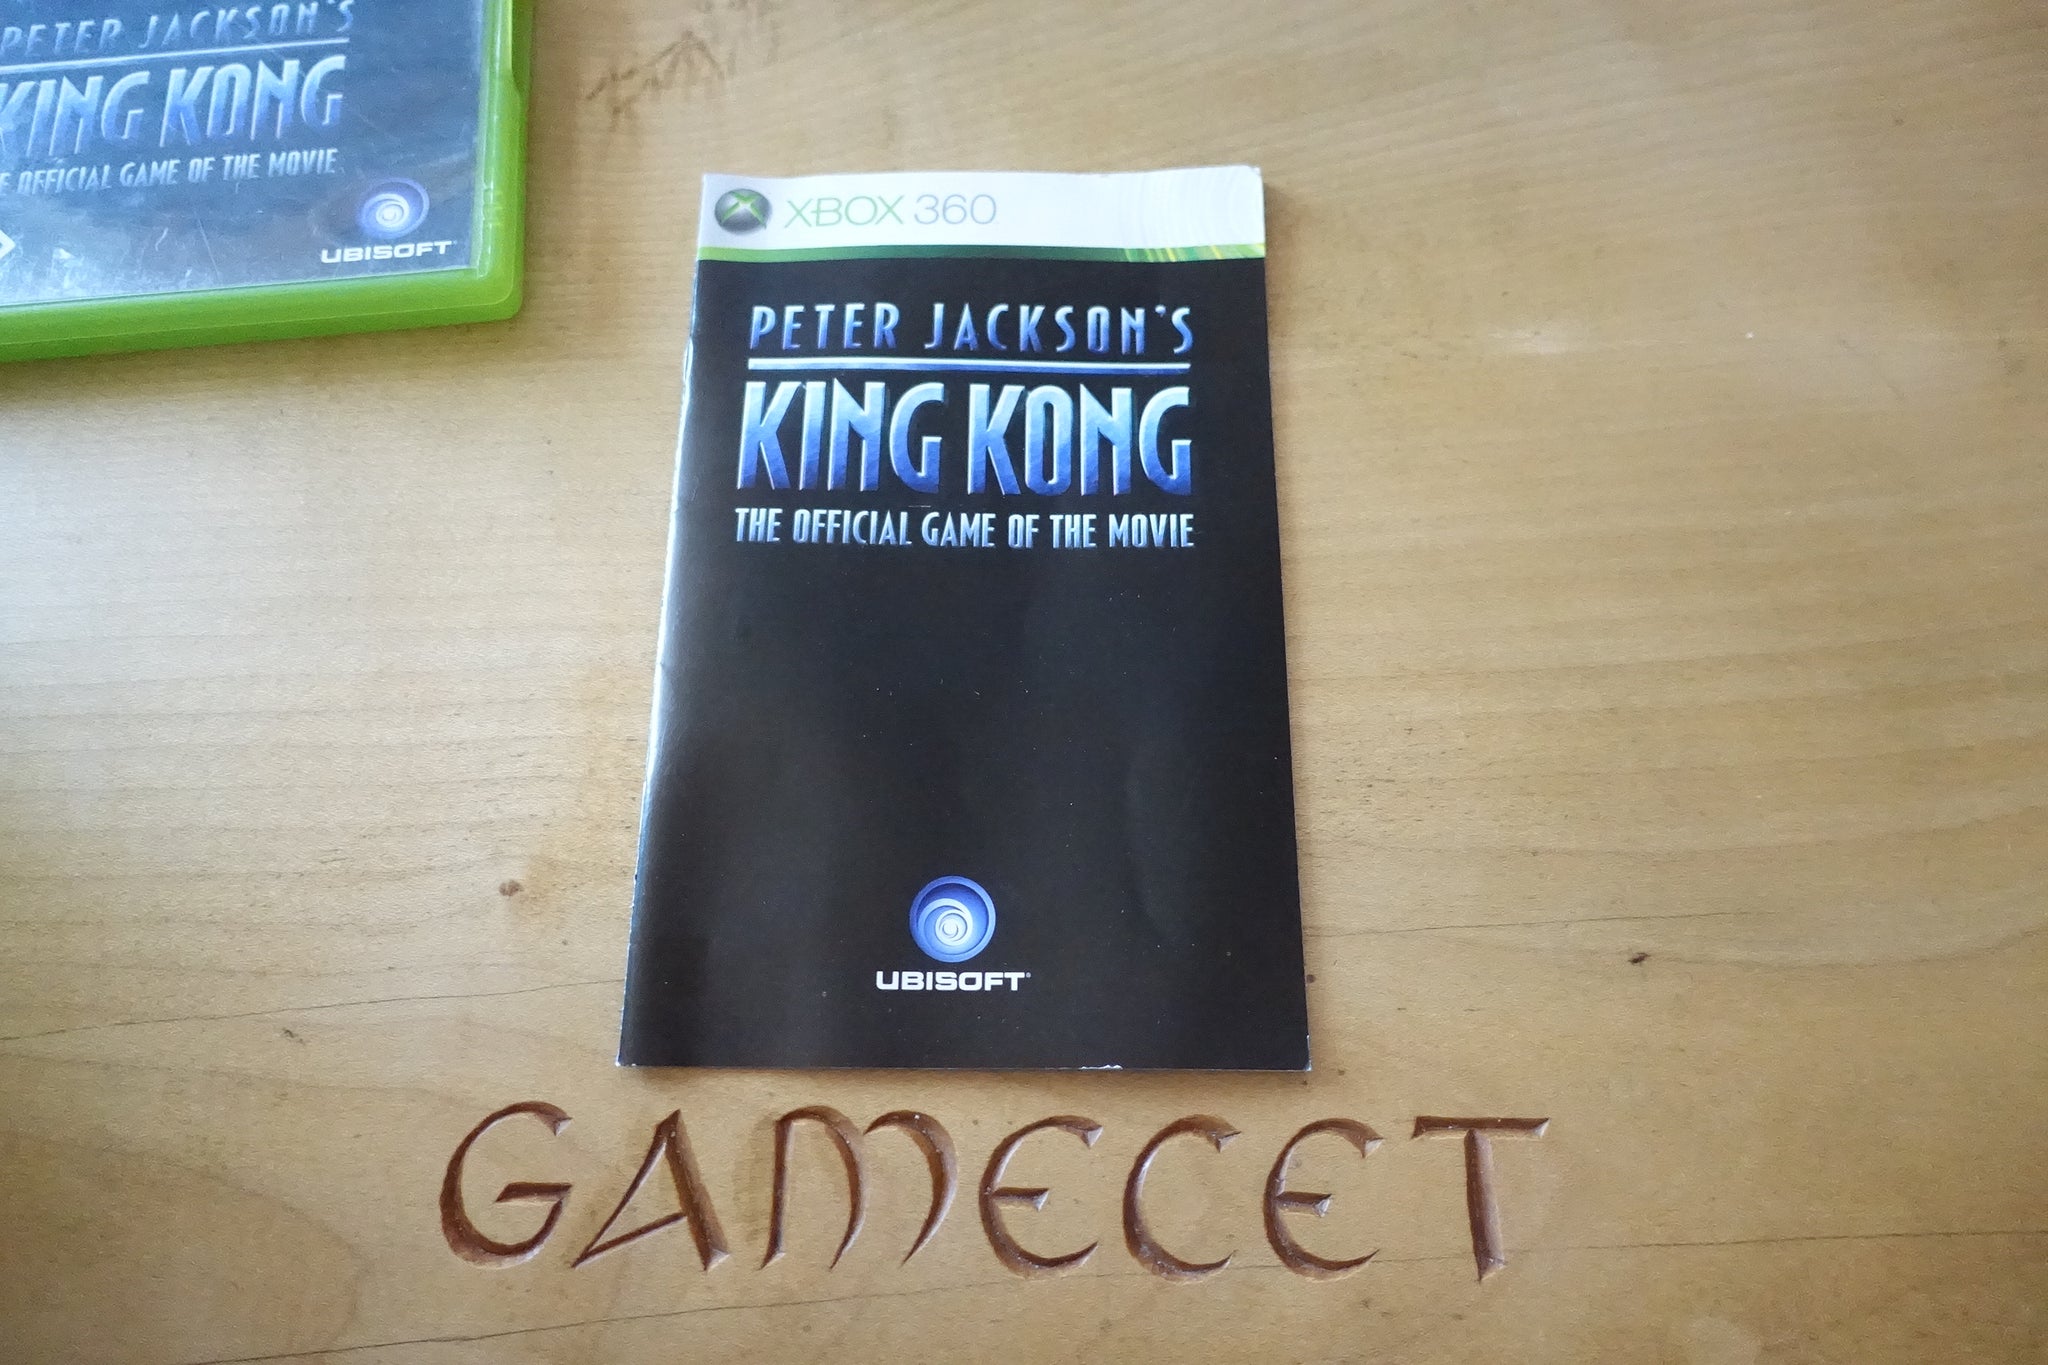 PETER JACKSON'S
KING KONG
THE OFFICIAL GAME OF THE MOVIE
UBISOFT
XBOX 360
PETER JACKSON'S
KING KONG
THE OFFICIAL GAME OF THE MOVIE
UBISOFT
GAMECET